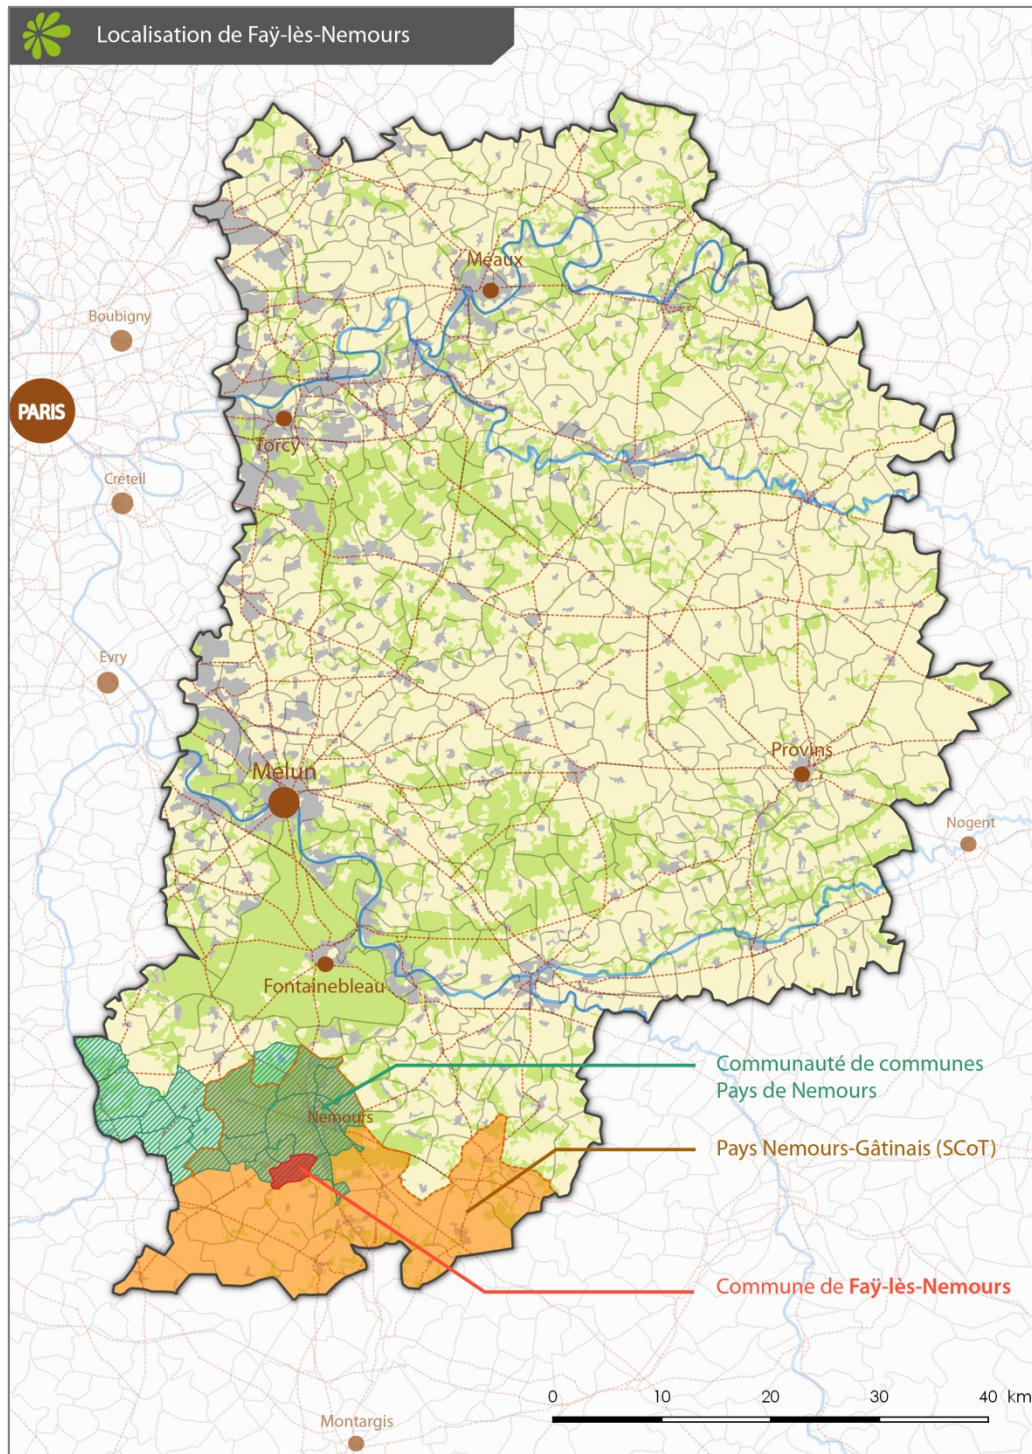 Localisation de Faÿ-lès-Nemours
Meaux
Boubigny
PARIS
Torcy
Créteil
Evry
Provins
Melun
Nogent
Fontainebleau
Communauté de communes
Pays de Nemours
Nemours
Pays Nemours-Gâtinais (SCoT)
Commune de Faÿ-lès-Nemours
0 10 20 30 40 km
Montargis